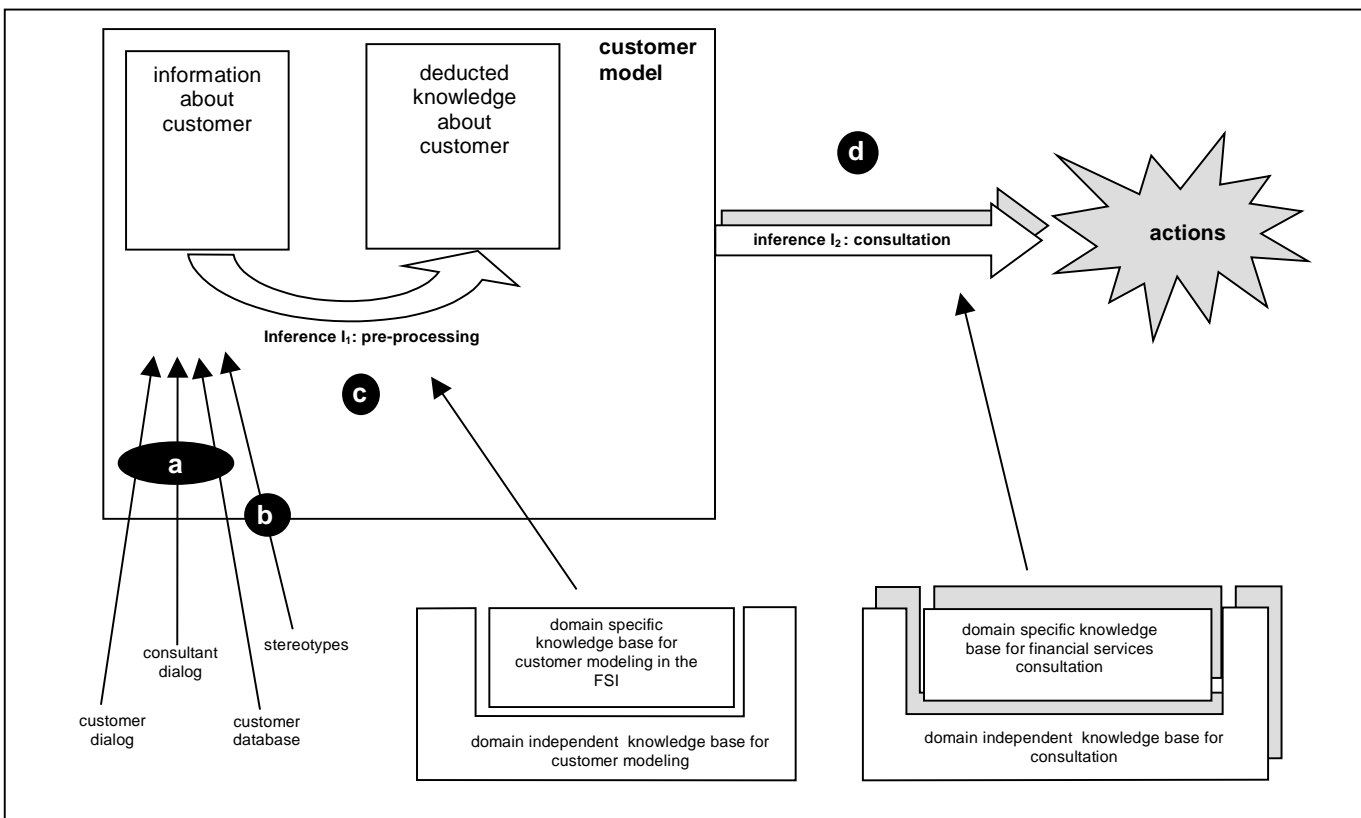 customer
model
information
about
customer
deducted
knowledge
about
customer
d
inference I₂ : consultation
actions
Inference I₁: pre-processing
c
a
b
stereotypes
consultant
dialog
customer
dialog
customer
database
domain specific
knowledge base for
customer modeling in the
FSI
domain independent knowledge base for
customer modeling
domain specific knowledge
base for financial services
consultation
domain independent knowledge base for
consultation